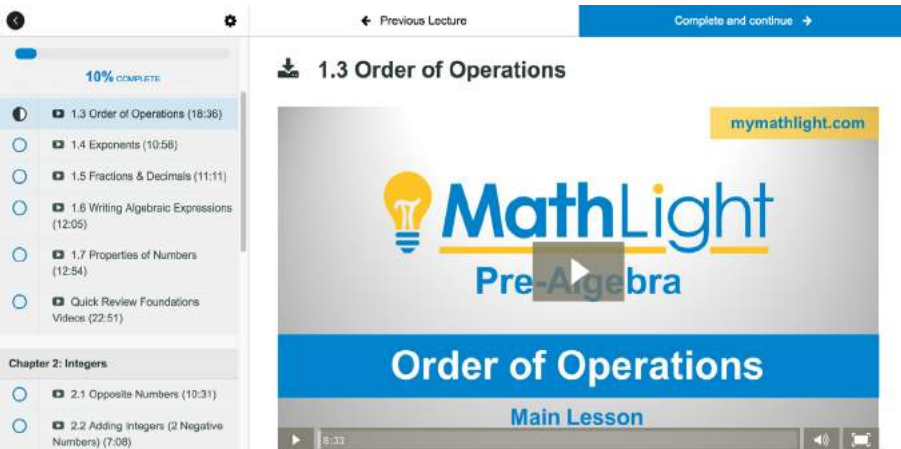 Previous Lecture
Complete and continue
10% COMPLETE
1.3 Order of Operations (18:36)
1.4 Exponents (10:58)
1.5 Fractions & Decimals (11:11)
1.6 Writing Algebraic Expressions
(12:05)
1.7 Properties of Numbers
(12:54)
Quick Review Foundations
Videos (22:51)
Chapter 2: Integers
2.1 Opposite Numbers (10:31)
2.2 Adding Integers (2 Negative
Numbers) (7:08)
1.3 Order of Operations
mymathlight.com
MathLight
Pre-Algebra
Order of Operations
Main Lesson
8:33